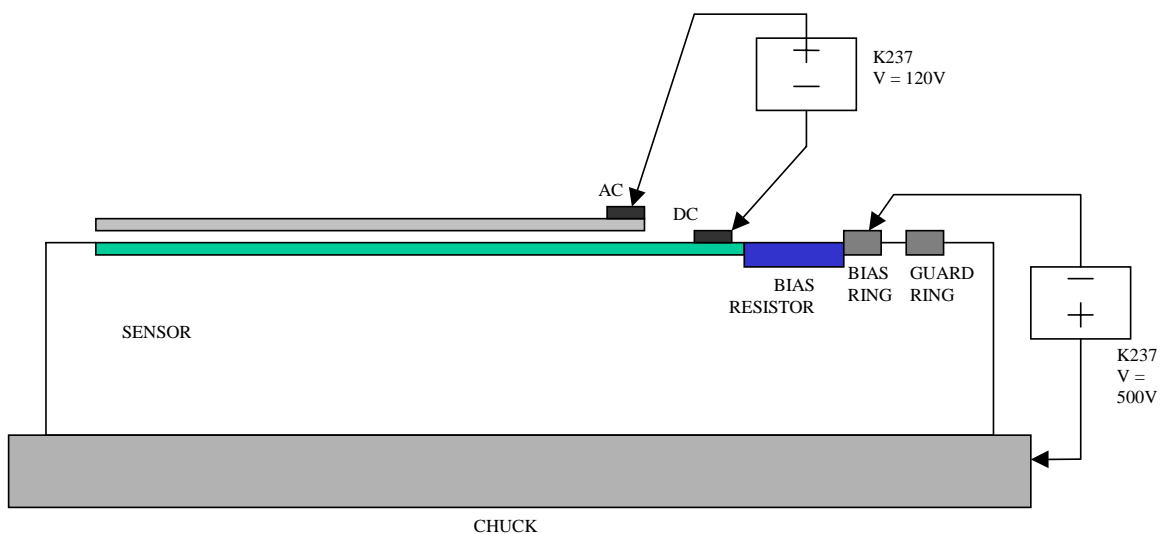 K237
V = 120V
AC
DC
BIAS
RESISTOR
BIAS
RING
GUARD
RING
SENSOR
K237
V =
500V
CHUCK